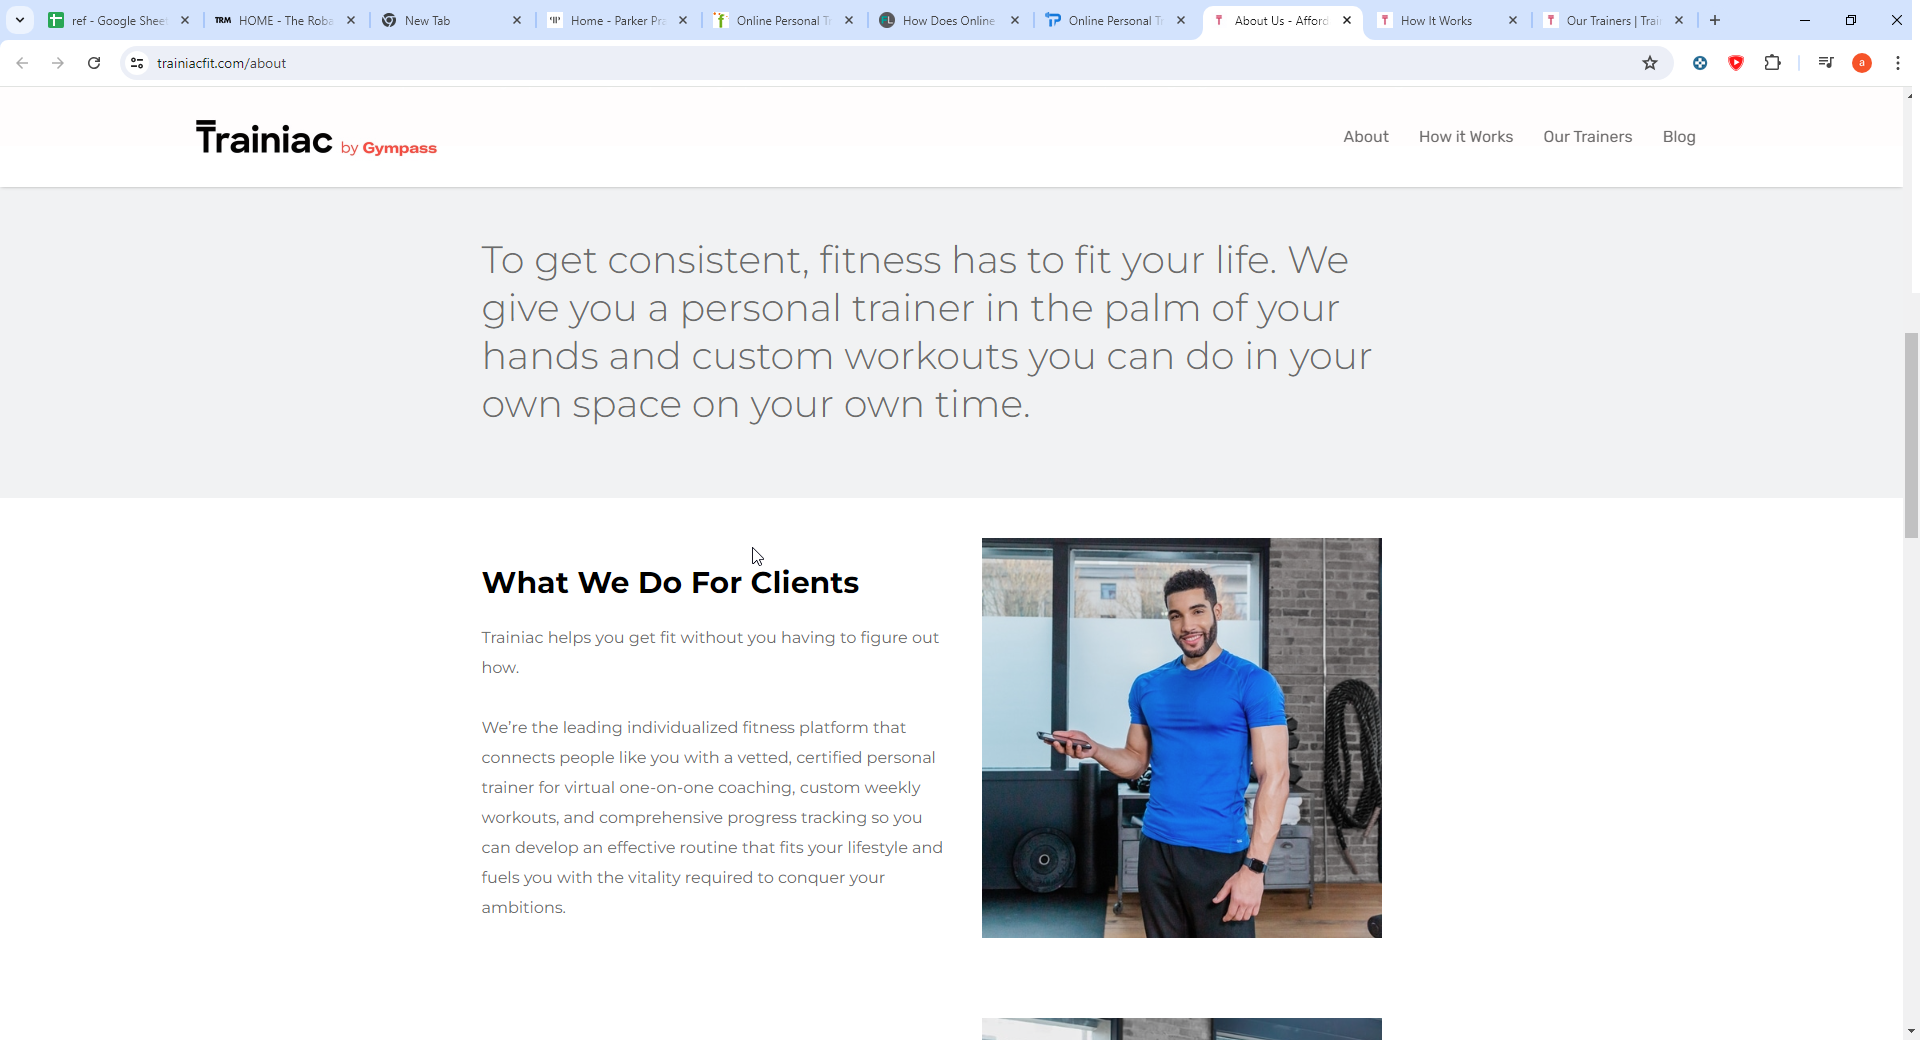 ref - Google Shee
TRM HOME - The Roba
New Tab
Home - Parker Pra
Online Personal Tr
How Does Online
Online Personal Tr
About Us - Afford
How It Works
Our Trainers | Trai
trainiacfit.com/about
a
Trainiac by Gympass
About
How it Works
Our Trainers
Blog
To get consistent, fitness has to fit your life. We
give you a personal trainer in the palm of your
hands and custom workouts you can do in your
own space on your own time.
What We Do For Clients
Trainiac helps you get fit without you having to figure out
how.
We’re the leading individualized fitness platform that
connects people like you with a vetted, certified personal
trainer for virtual one-on-one coaching, custom weekly
workouts, and comprehensive progress tracking so you
can develop an effective routine that fits your lifestyle and
fuels you with the vitality required to conquer your
ambitions.